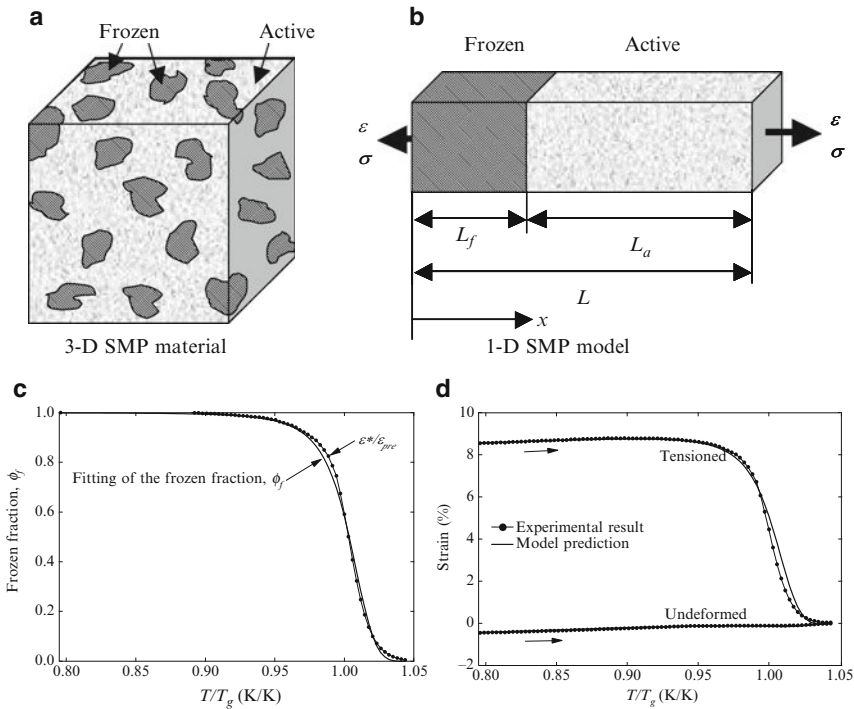 a
Frozen
Active
3-D SMP material
b
Frozen
Active
ε
σ
ε
σ
L_f
L_a
L
x
1-D SMP model
c
Frozen fraction, ϕ_f
1.0
0.8
0.6
0.4
0.2
0.0
ε*/ε_pre
Fitting of the frozen fraction, ϕ_f
0.80 0.85 0.90 0.95 1.00 1.05
T/T_g (K/K)
d
Strain (%)
10
8
6
4
2
0
−2
Tensioned
Experimental result
Model prediction
Undeformed
0.80 0.85 0.90 0.95 1.00 1.05
T/T_g (K/K)